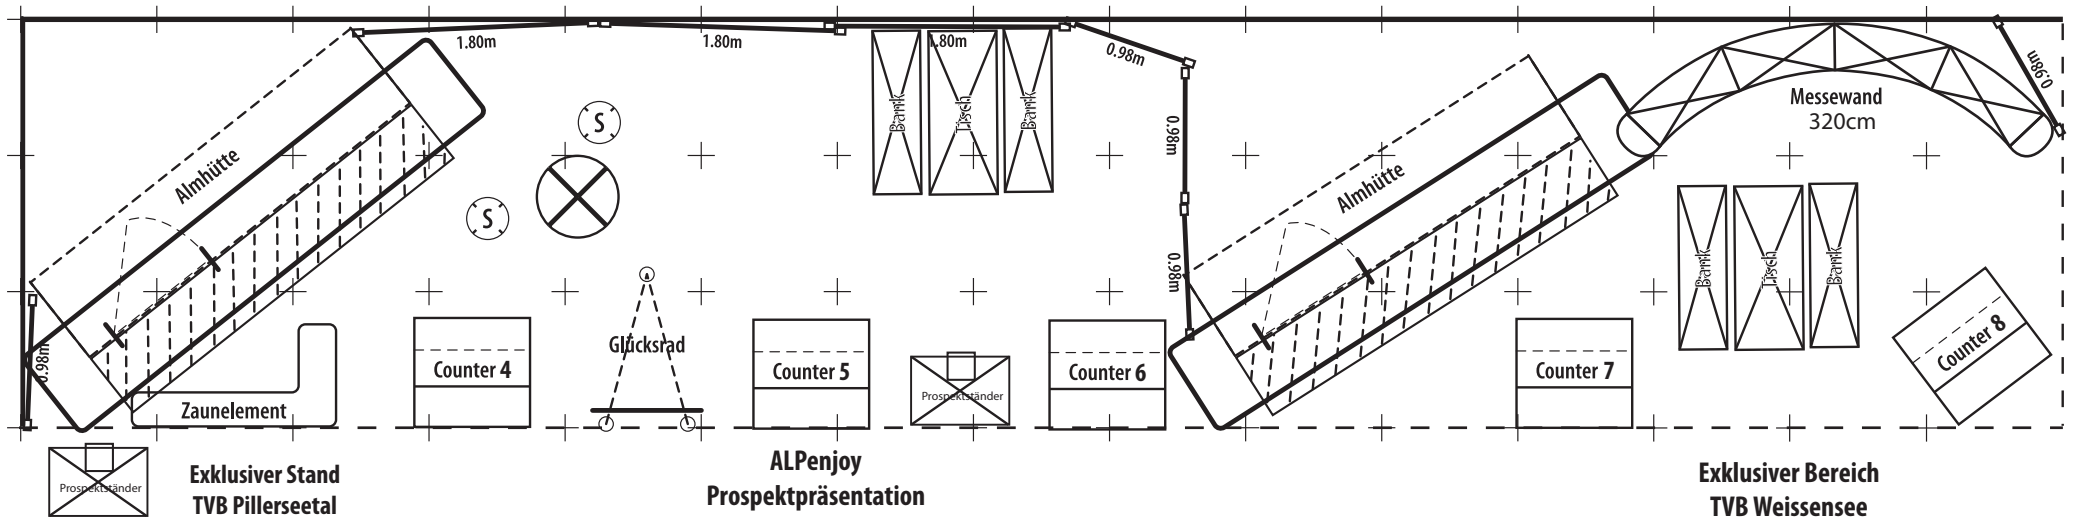 1.80m
1.80m
1.80m
0.98m
0.98m
Almhütte
S
S
Bank
Tisch
Bank
0.98m
0.98m
Almhütte
Messewand
320cm
Bank
Tisch
Bank
0.98m
Zaunelement
Counter 4
Glücksrad
Counter 5
Prospektständer
Counter 6
Counter 7
Counter 8
Prospektständer
Exklusiver Stand
TVB Pillerseetal
ALPenjoy
Prospektpräsentation
Exklusiver Bereich
TVB Weissensee